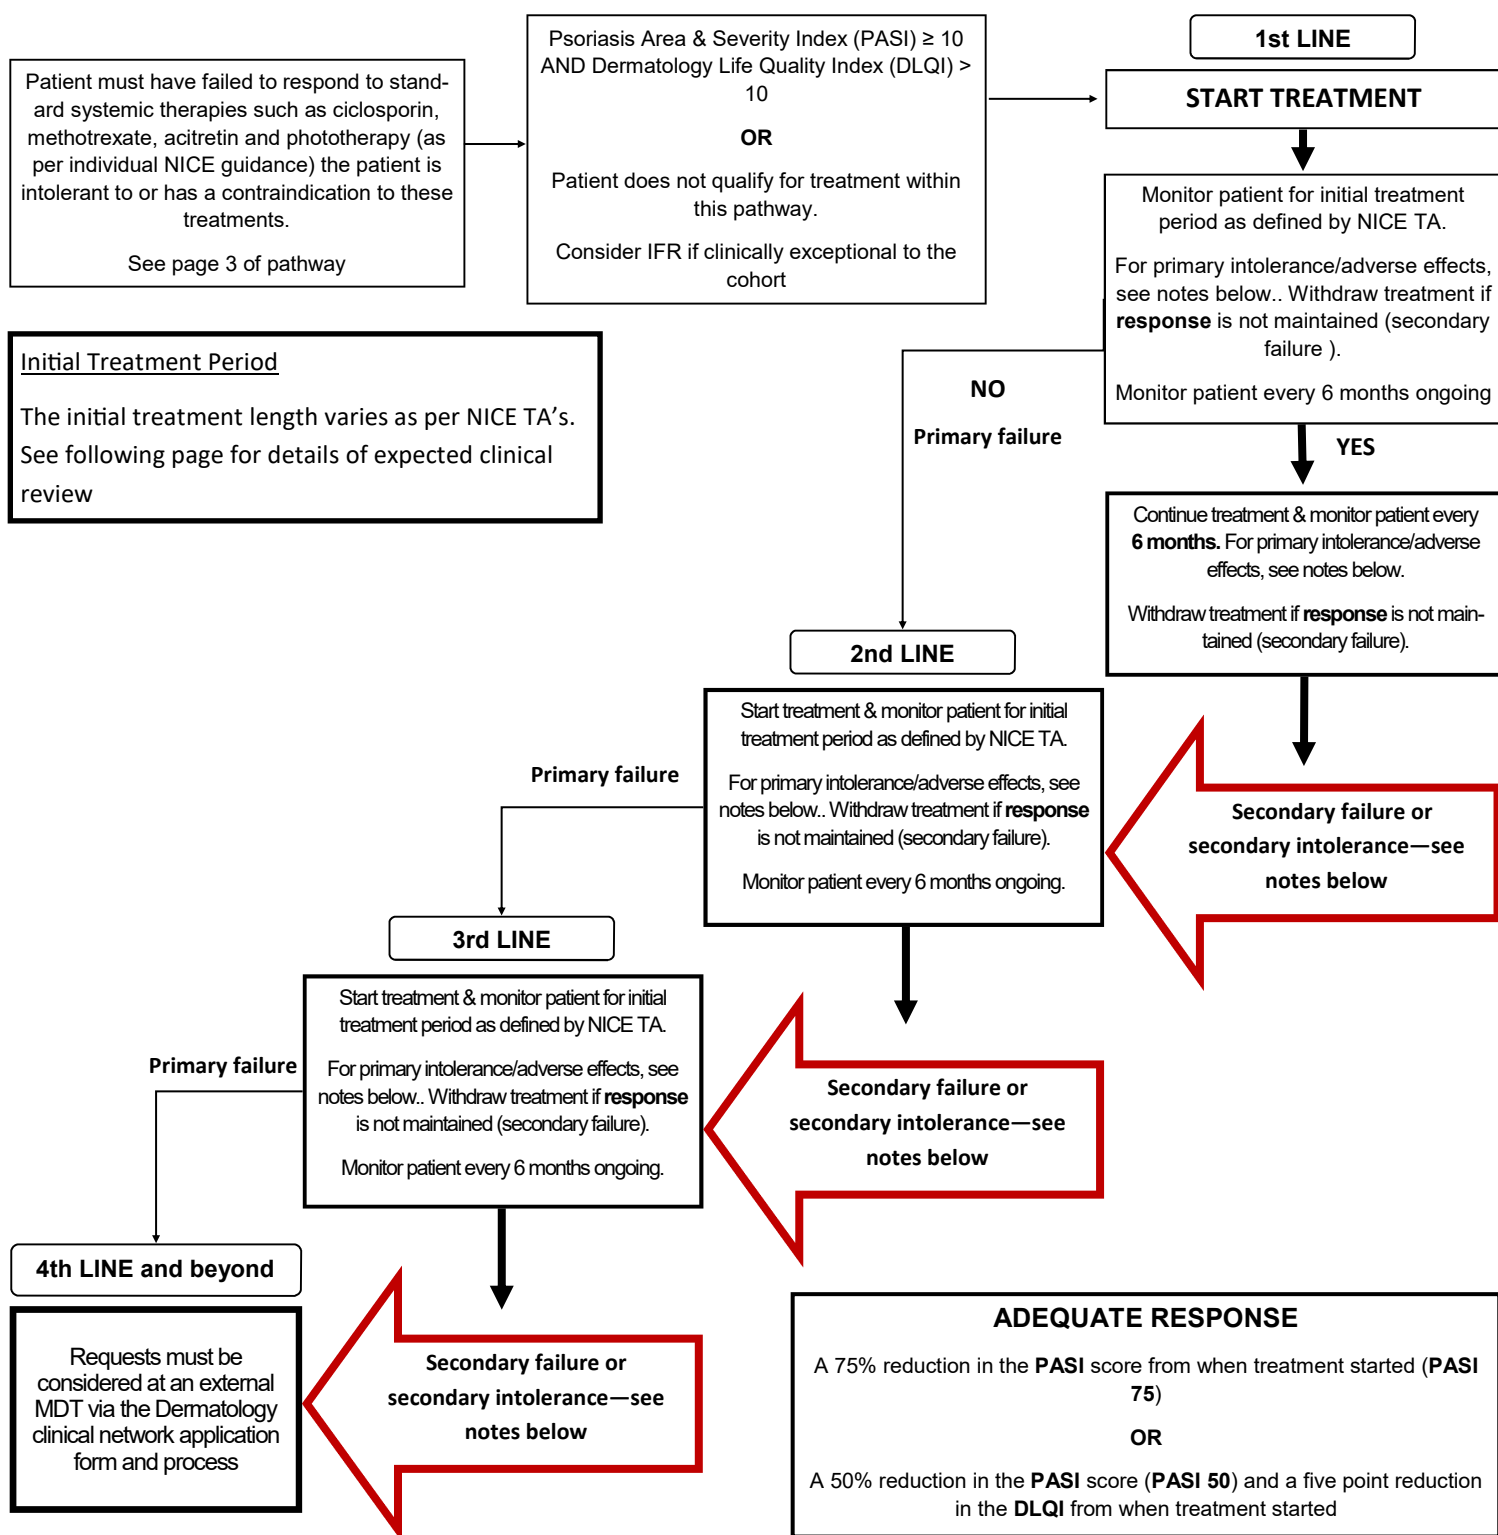 Patient must have failed to respond to stand-
ard systemic therapies such as ciclosporin,
methotrexate, acitretin and phototherapy (as
per individual NICE guidance) the patient is
intolerant to or has a contraindication to these
treatments.
See page 3 of pathway
Psoriasis Area & Severity Index (PASI) ≥ 10
AND Dermatology Life Quality Index (DLQI) >
10
OR
Patient does not qualify for treatment within
this pathway.
Consider IFR if clinically exceptional to the
cohort
1st LINE
START TREATMENT
Monitor patient for initial treatment
period as defined by NICE TA.
For primary intolerance/adverse effects,
see notes below.. Withdraw treatment if
response is not maintained (secondary
failure ).
Monitor patient every 6 months ongoing
Initial Treatment Period
The initial treatment length varies as per NICE TA’s.
See following page for details of expected clinical
review
NO
Primary failure
YES
Continue treatment & monitor patient every
6 months. For primary intolerance/adverse
effects, see notes below.
Withdraw treatment if response is not main-
tained (secondary failure).
2nd LINE
Start treatment & monitor patient for initial
treatment period as defined by NICE TA.
For primary intolerance/adverse effects, see
notes below.. Withdraw treatment if response
is not maintained (secondary failure).
Monitor patient every 6 months ongoing.
Secondary failure or
secondary intolerance—see
notes below
Primary failure
3rd LINE
Start treatment & monitor patient for initial
treatment period as defined by NICE TA.
For primary intolerance/adverse effects, see
notes below.. Withdraw treatment if response
is not maintained (secondary failure).
Monitor patient every 6 months ongoing.
Secondary failure or
secondary intolerance—see
notes below
Primary failure
4th LINE and beyond
Requests must be
considered at an external
MDT via the Dermatology
clinical network application
form and process
Secondary failure or
secondary intolerance—see
notes below
ADEQUATE RESPONSE
A 75% reduction in the PASI score from when treatment started (PASI
75)
OR
A 50% reduction in the PASI score (PASI 50) and a five point reduction
in the DLQI from when treatment started